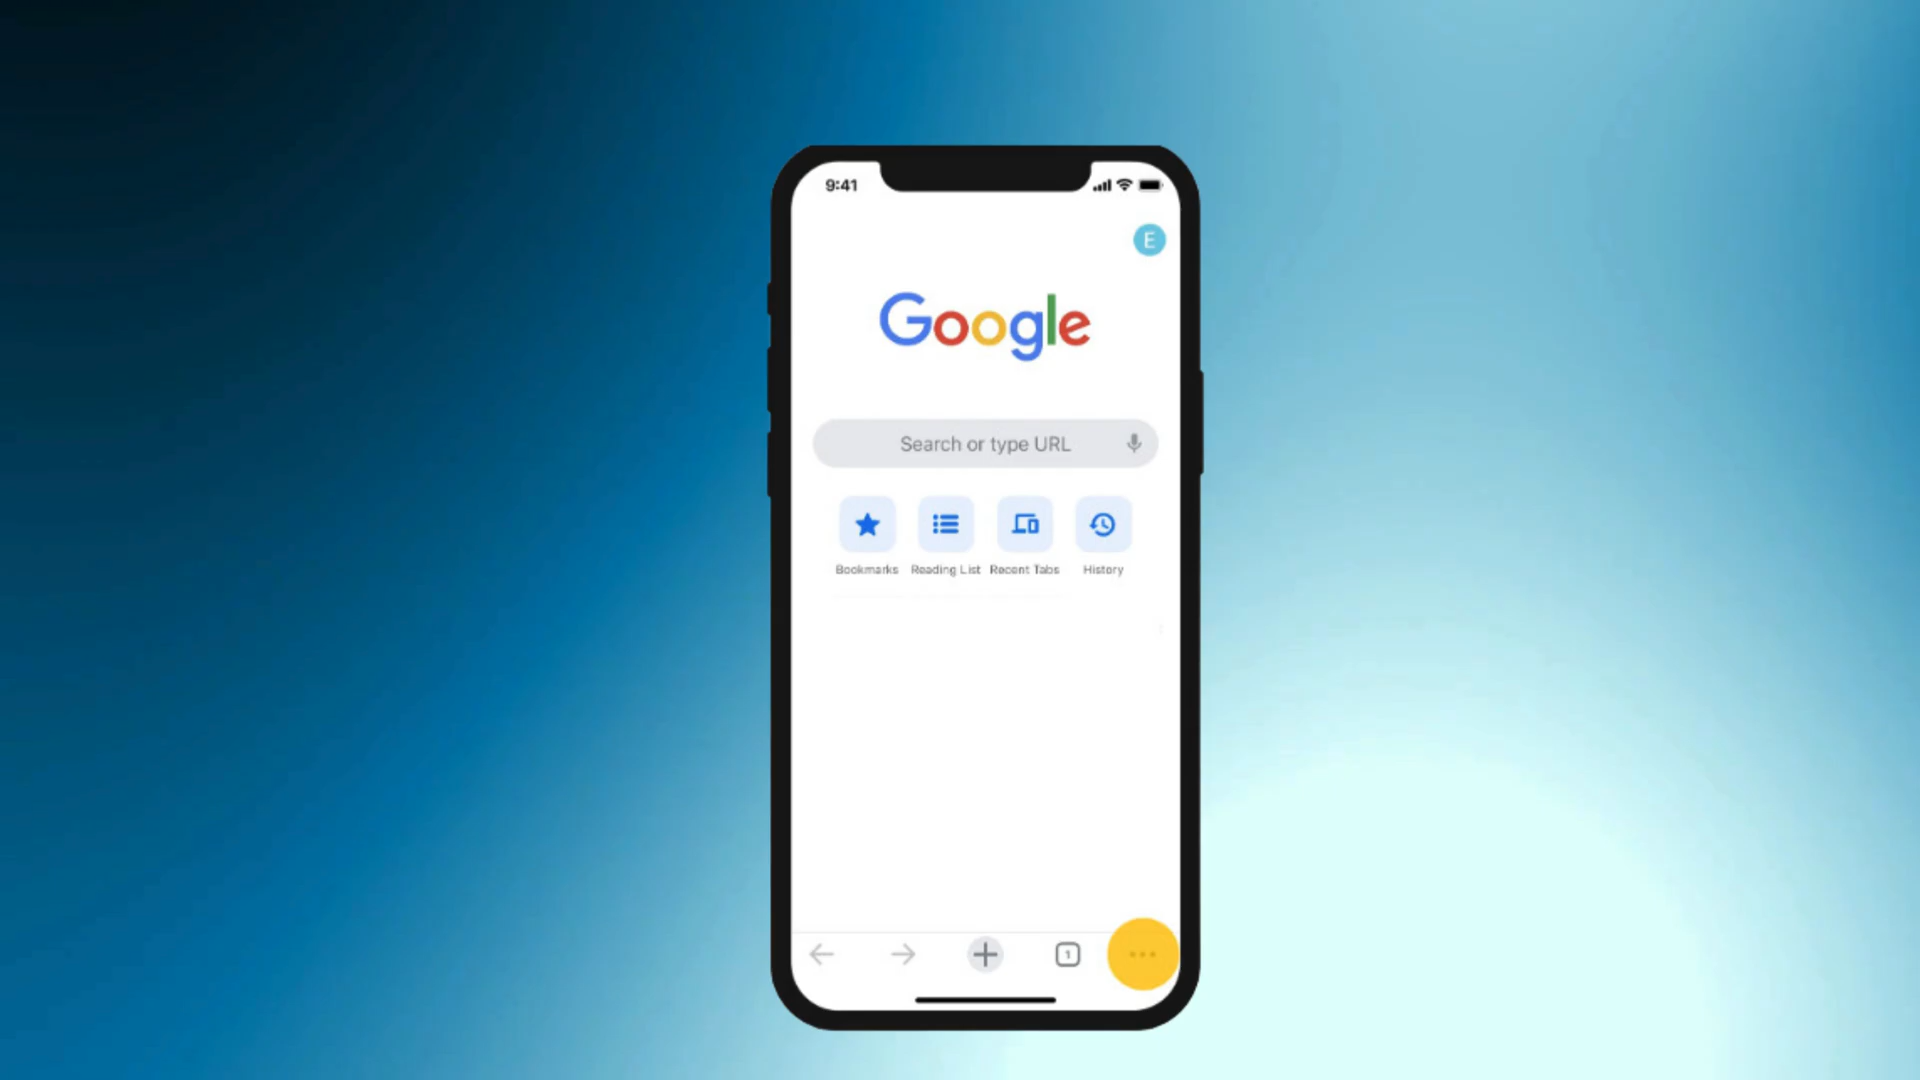 9:41
E
Google
Search or type URL
Bookmarks Reading List Recent Tabs History
1